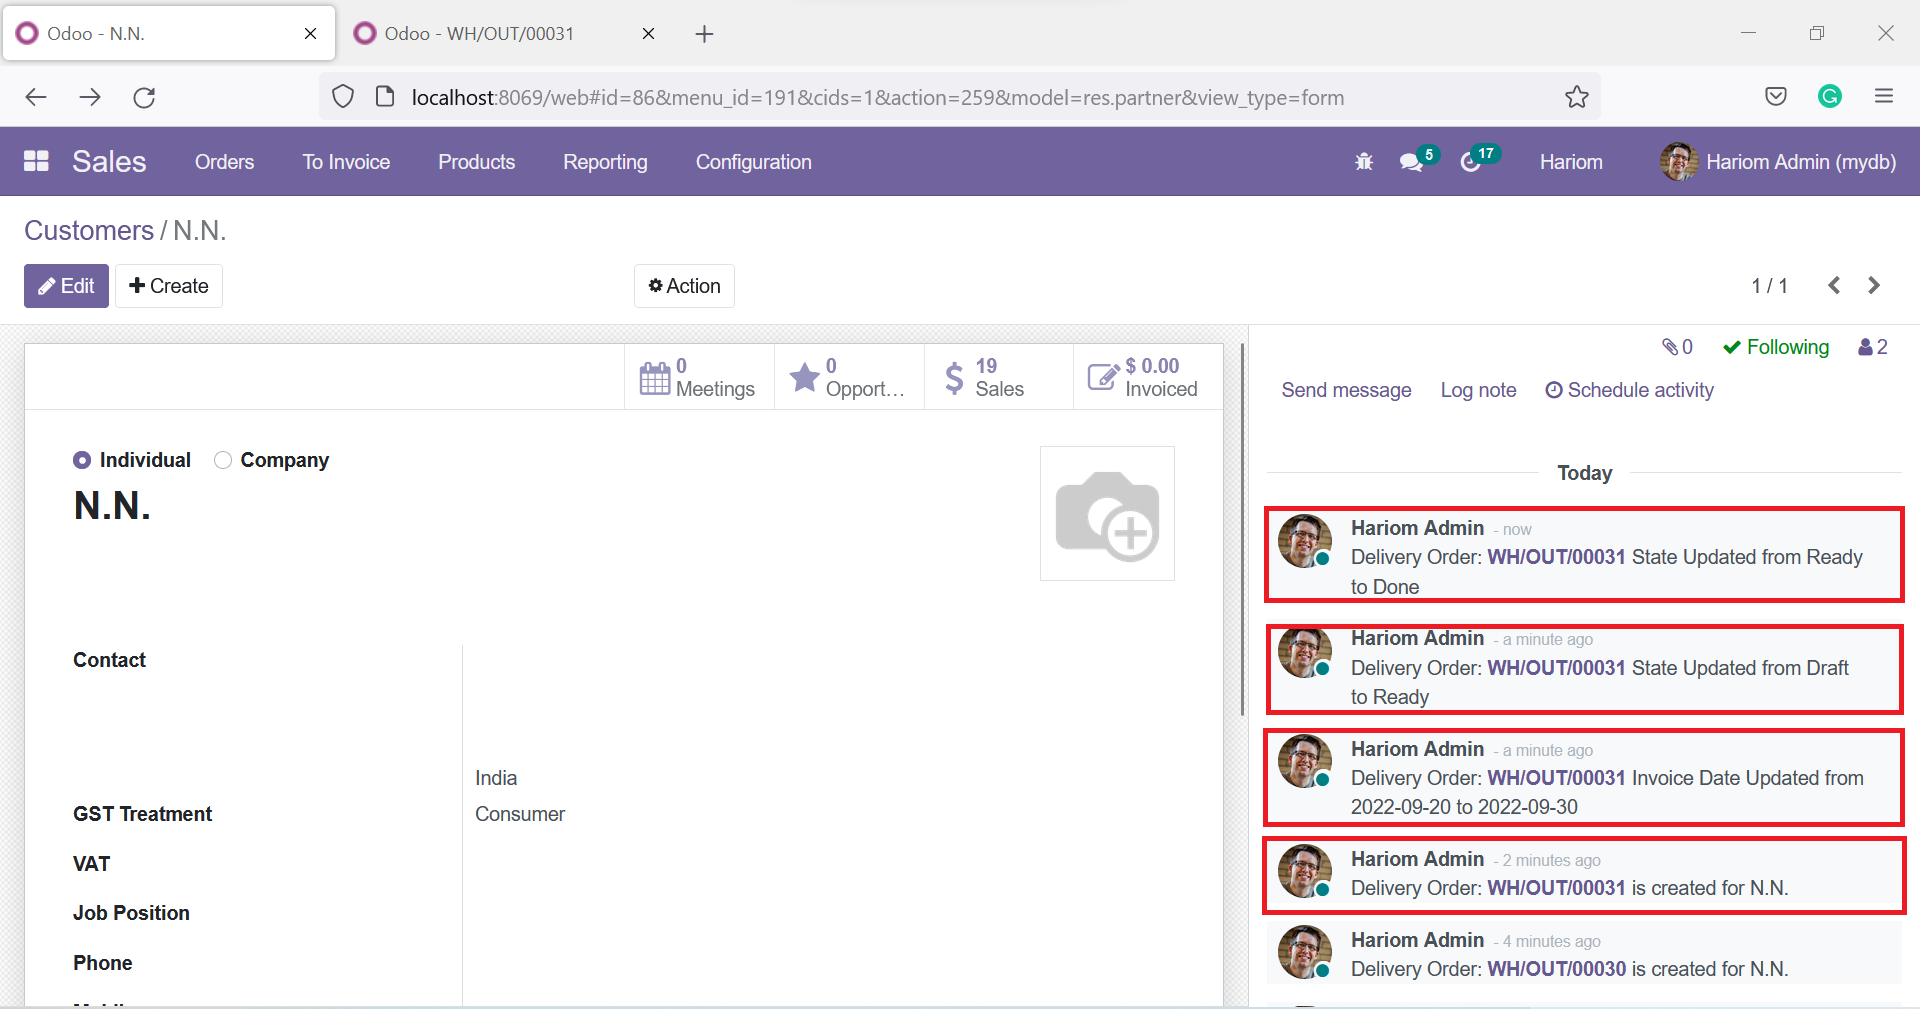 Odoo - N.N.
Odoo - WH/OUT/00031
localhost:8069/web#id=86&menu_id=191&cids=1&action=259&model=res.partner&view_type=form
Sales
Orders
To Invoice
Products
Reporting
Configuration
5
17
Hariom
Hariom Admin (mydb)
Customers / N.N.
Edit
Create
Action
1 / 1
0
Meetings
0
Opport...
19
Sales
$ 0.00
Invoiced
Individual
Company
N.N.
Contact
India
GST Treatment
Consumer
VAT
Job Position
Phone
0
Following
2
Send message
Log note
Schedule activity
Today
Hariom Admin - now
Delivery Order: WH/OUT/00031 State Updated from Ready
to Done
Hariom Admin - a minute ago
Delivery Order: WH/OUT/00031 State Updated from Draft
to Ready
Hariom Admin - a minute ago
Delivery Order: WH/OUT/00031 Invoice Date Updated from
2022-09-20 to 2022-09-30
Hariom Admin - 2 minutes ago
Delivery Order: WH/OUT/00031 is created for N.N.
Hariom Admin - 4 minutes ago
Delivery Order: WH/OUT/00030 is created for N.N.